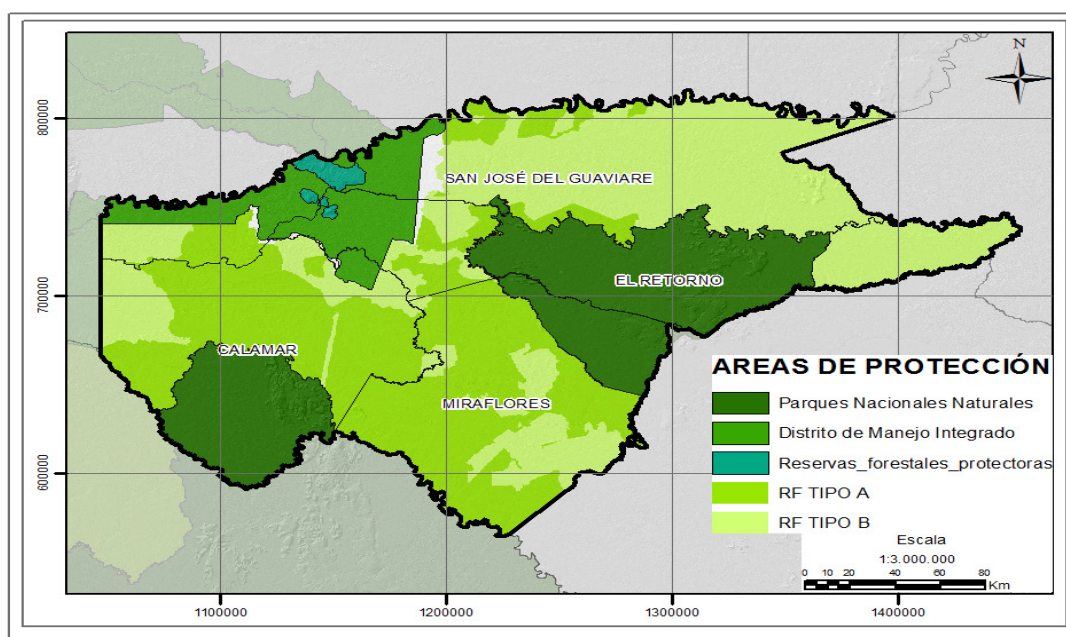 N
800000
700000
600000
SAN JOSÉ DEL GUAVIARE
EL RETORNO
CALAMAR
MIRAFLORES
AREAS DE PROTECCIÓN
Parques Nacionales Naturales
Distrito de Manejo Integrado
Reservas_forestales_protectoras
RF TIPO A
RF TIPO B
Escala
1:3.000.000
0 10 20 40 60 80
Km
1100000 1200000 1300000 1400000